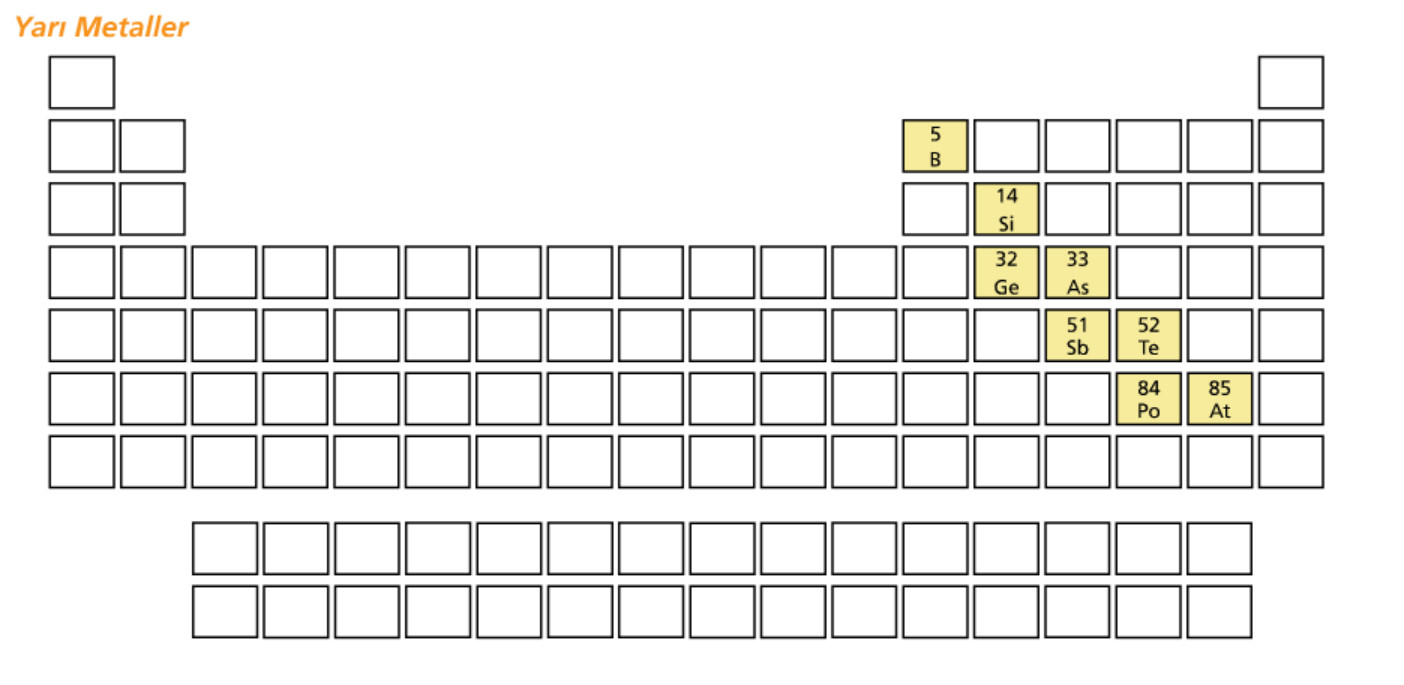 Yarı Metaller
5
B
14
Si
32 33
Ge As
51 52
Sb Te
84 85
Po At